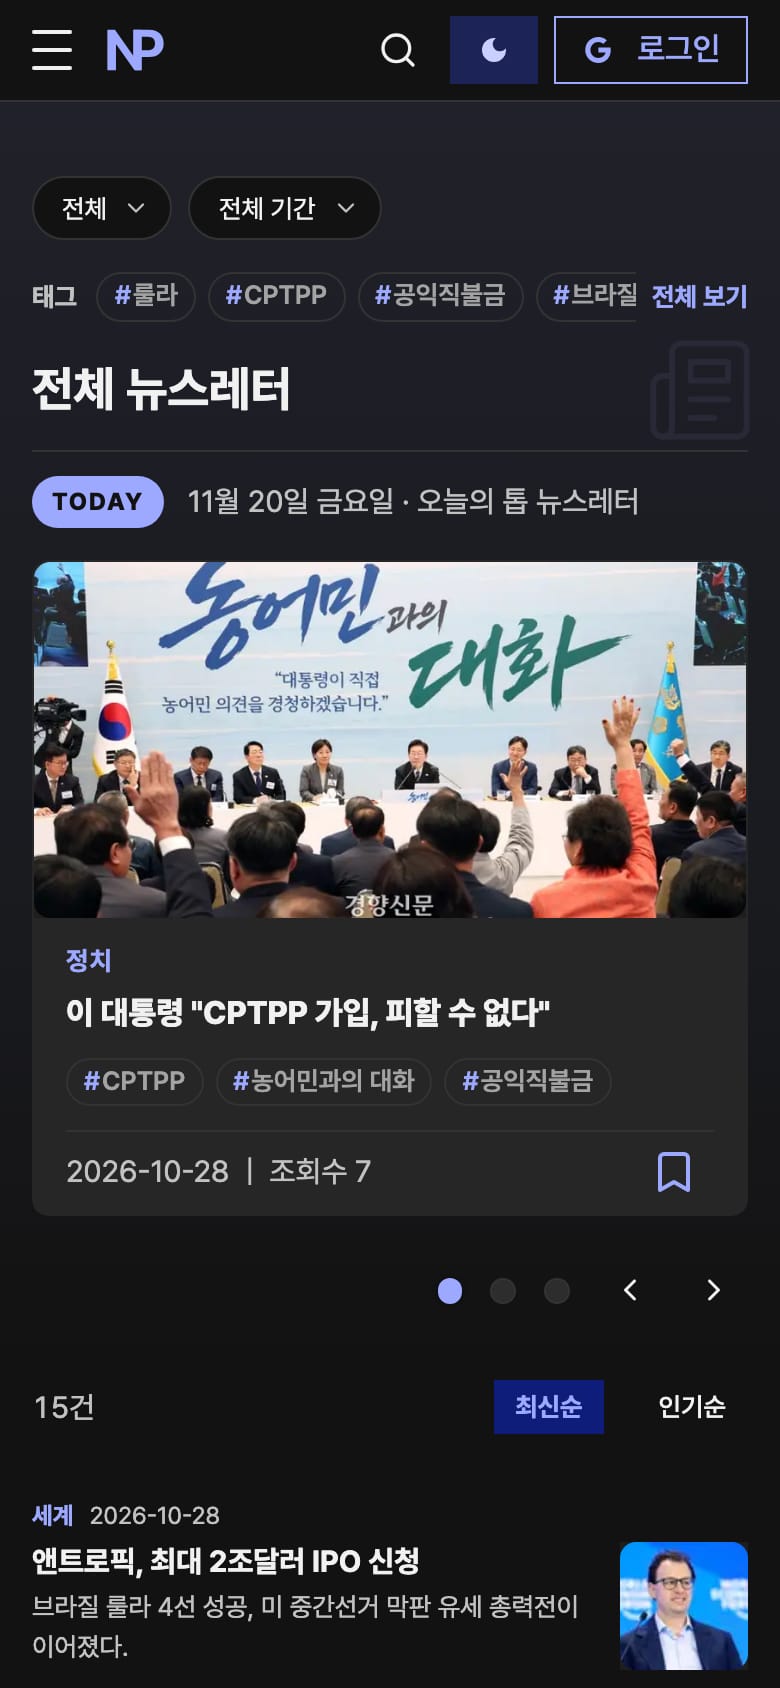 NP
로그인
전체
전체 기간
태그 #룰라 #CPTPP #공익직불금 #브라질 전체 보기
전체 뉴스레터
TODAY 11월 20일 금요일 · 오늘의 톱 뉴스레터
농어민과의
대화
“대통령이 직접
농어민 의견을 경청하겠습니다.”
경향신문
정치
이 대통령 "CPTPP 가입, 피할 수 없다"
#CPTPP #농어민과의 대화 #공익직불금
2026-10-28 | 조회수 7
15건 최신순 인기순
세계 2026-10-28
앤트로픽, 최대 2조달러 IPO 신청
브라질 룰라 4선 성공, 미 중간선거 막판 유세 총력전이
이어졌다.